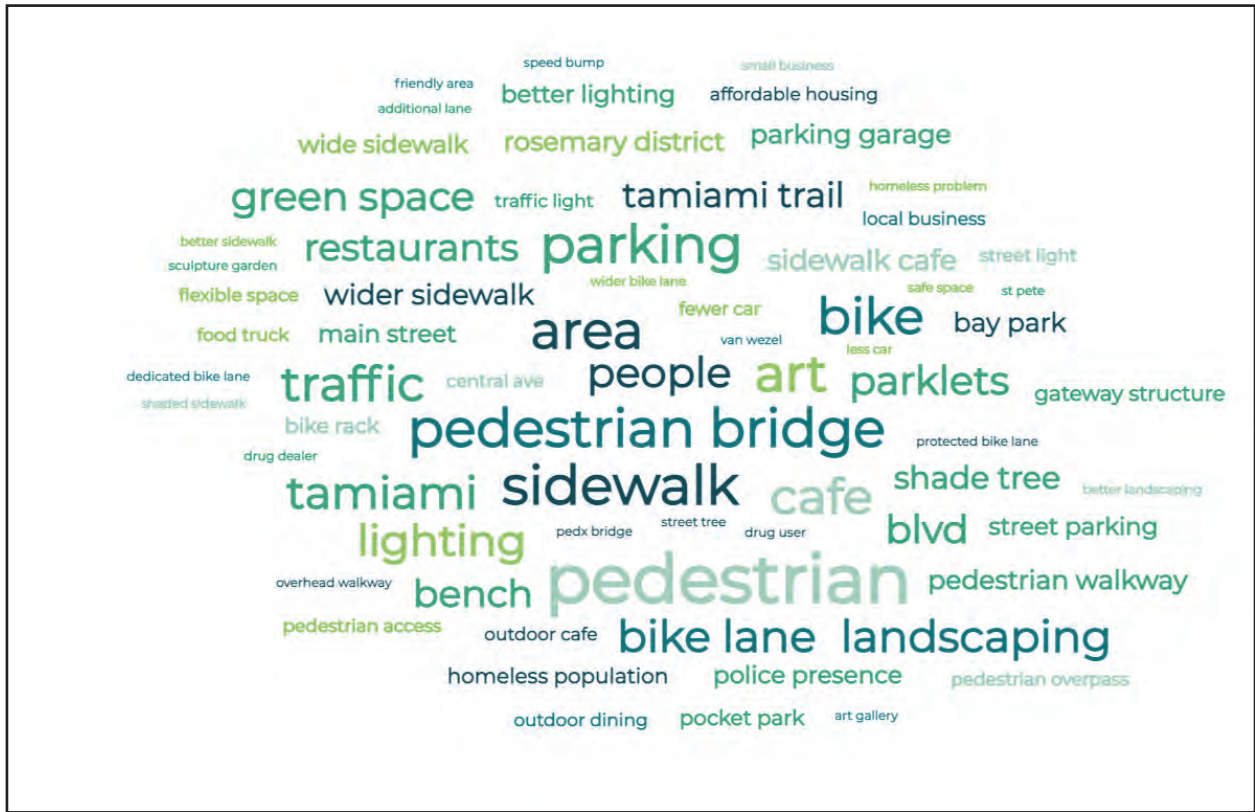 speed bump
small business
friendly area
better lighting
affordable housing
additional lane
wide sidewalk
rosemary district
parking garage
green space
traffic light
tamiami trail
homeless problem
local business
better sidewalk
restaurants
parking
sidewalk cafe
street light
sculpture garden
wider bike lane
safe space
st pete
flexible space
wider sidewalk
fewer car
bike
bay park
food truck
main street
area
van wezel
less car
dedicated bike lane
traffic
central ave
people
art
parklets
gateway structure
shaded sidewalk
bike rack
pedestrian bridge
protected bike lane
drug dealer
tamiami
sidewalk
cafe
shade tree
better landscaping
lighting
pedx bridge
street tree
drug user
blvd
street parking
overhead walkway
bench
pedestrian
pedestrian walkway
pedestrian access
outdoor cafe
bike lane
landscaping
homeless population
police presence
pedestrian overpass
outdoor dining
pocket park
art gallery